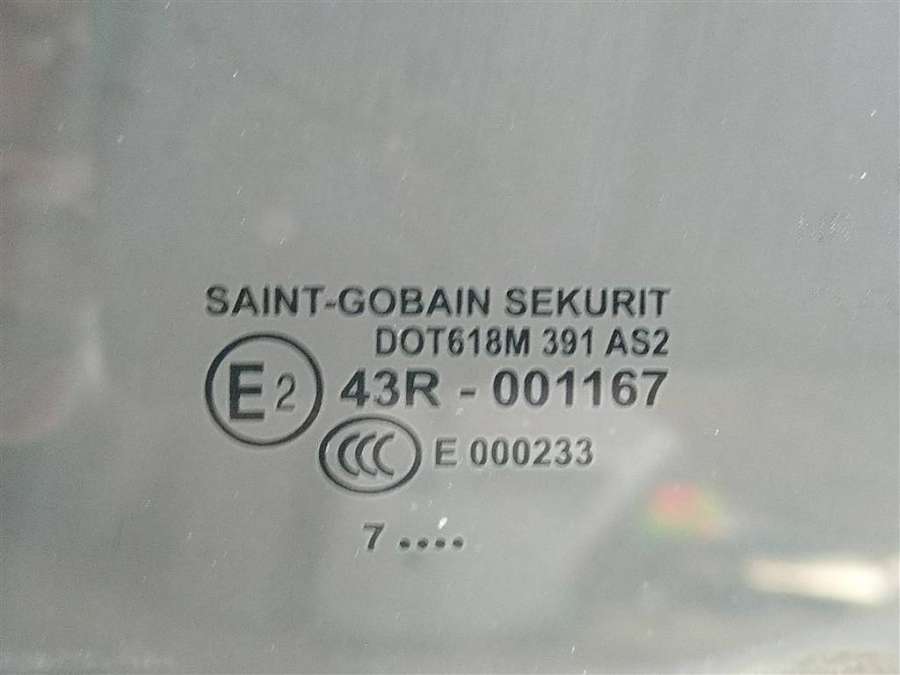 SAINT-GOBAIN SEKURIT
DOT618M 391 AS2
E2 43R - 001167
CCC E 000233
7 ....